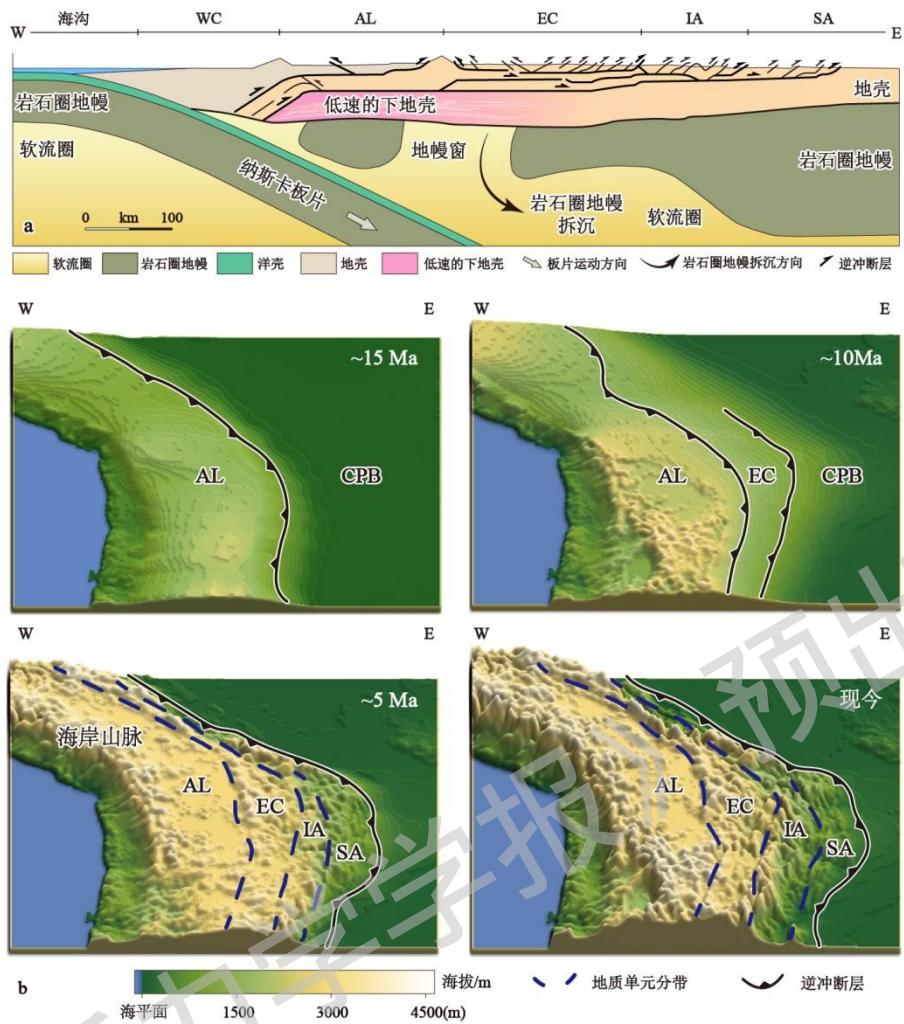 海沟 WC AL EC IA SA
W E
岩石圈地幔 低速的下地壳 地壳
软流圈 地幔窗 岩石圈地幔
纳斯卡板片 岩石圈地幔 软流圈
拆沉
0 km 100
a
软流圈 岩石圈地幔 洋壳 地壳 低速的下地壳 板片运动方向 岩石圈地幔拆沉方向 逆冲断层
W E W E
~15 Ma ~10Ma
AL CPB AL EC CPB
W E W E
~5 Ma 现今
海岸山脉
AL EC IA SA AL EC IA SA
b
海拔/m 地质单元分带 逆冲断层
海平面 1500 3000 4500(m)
力学学报》预出